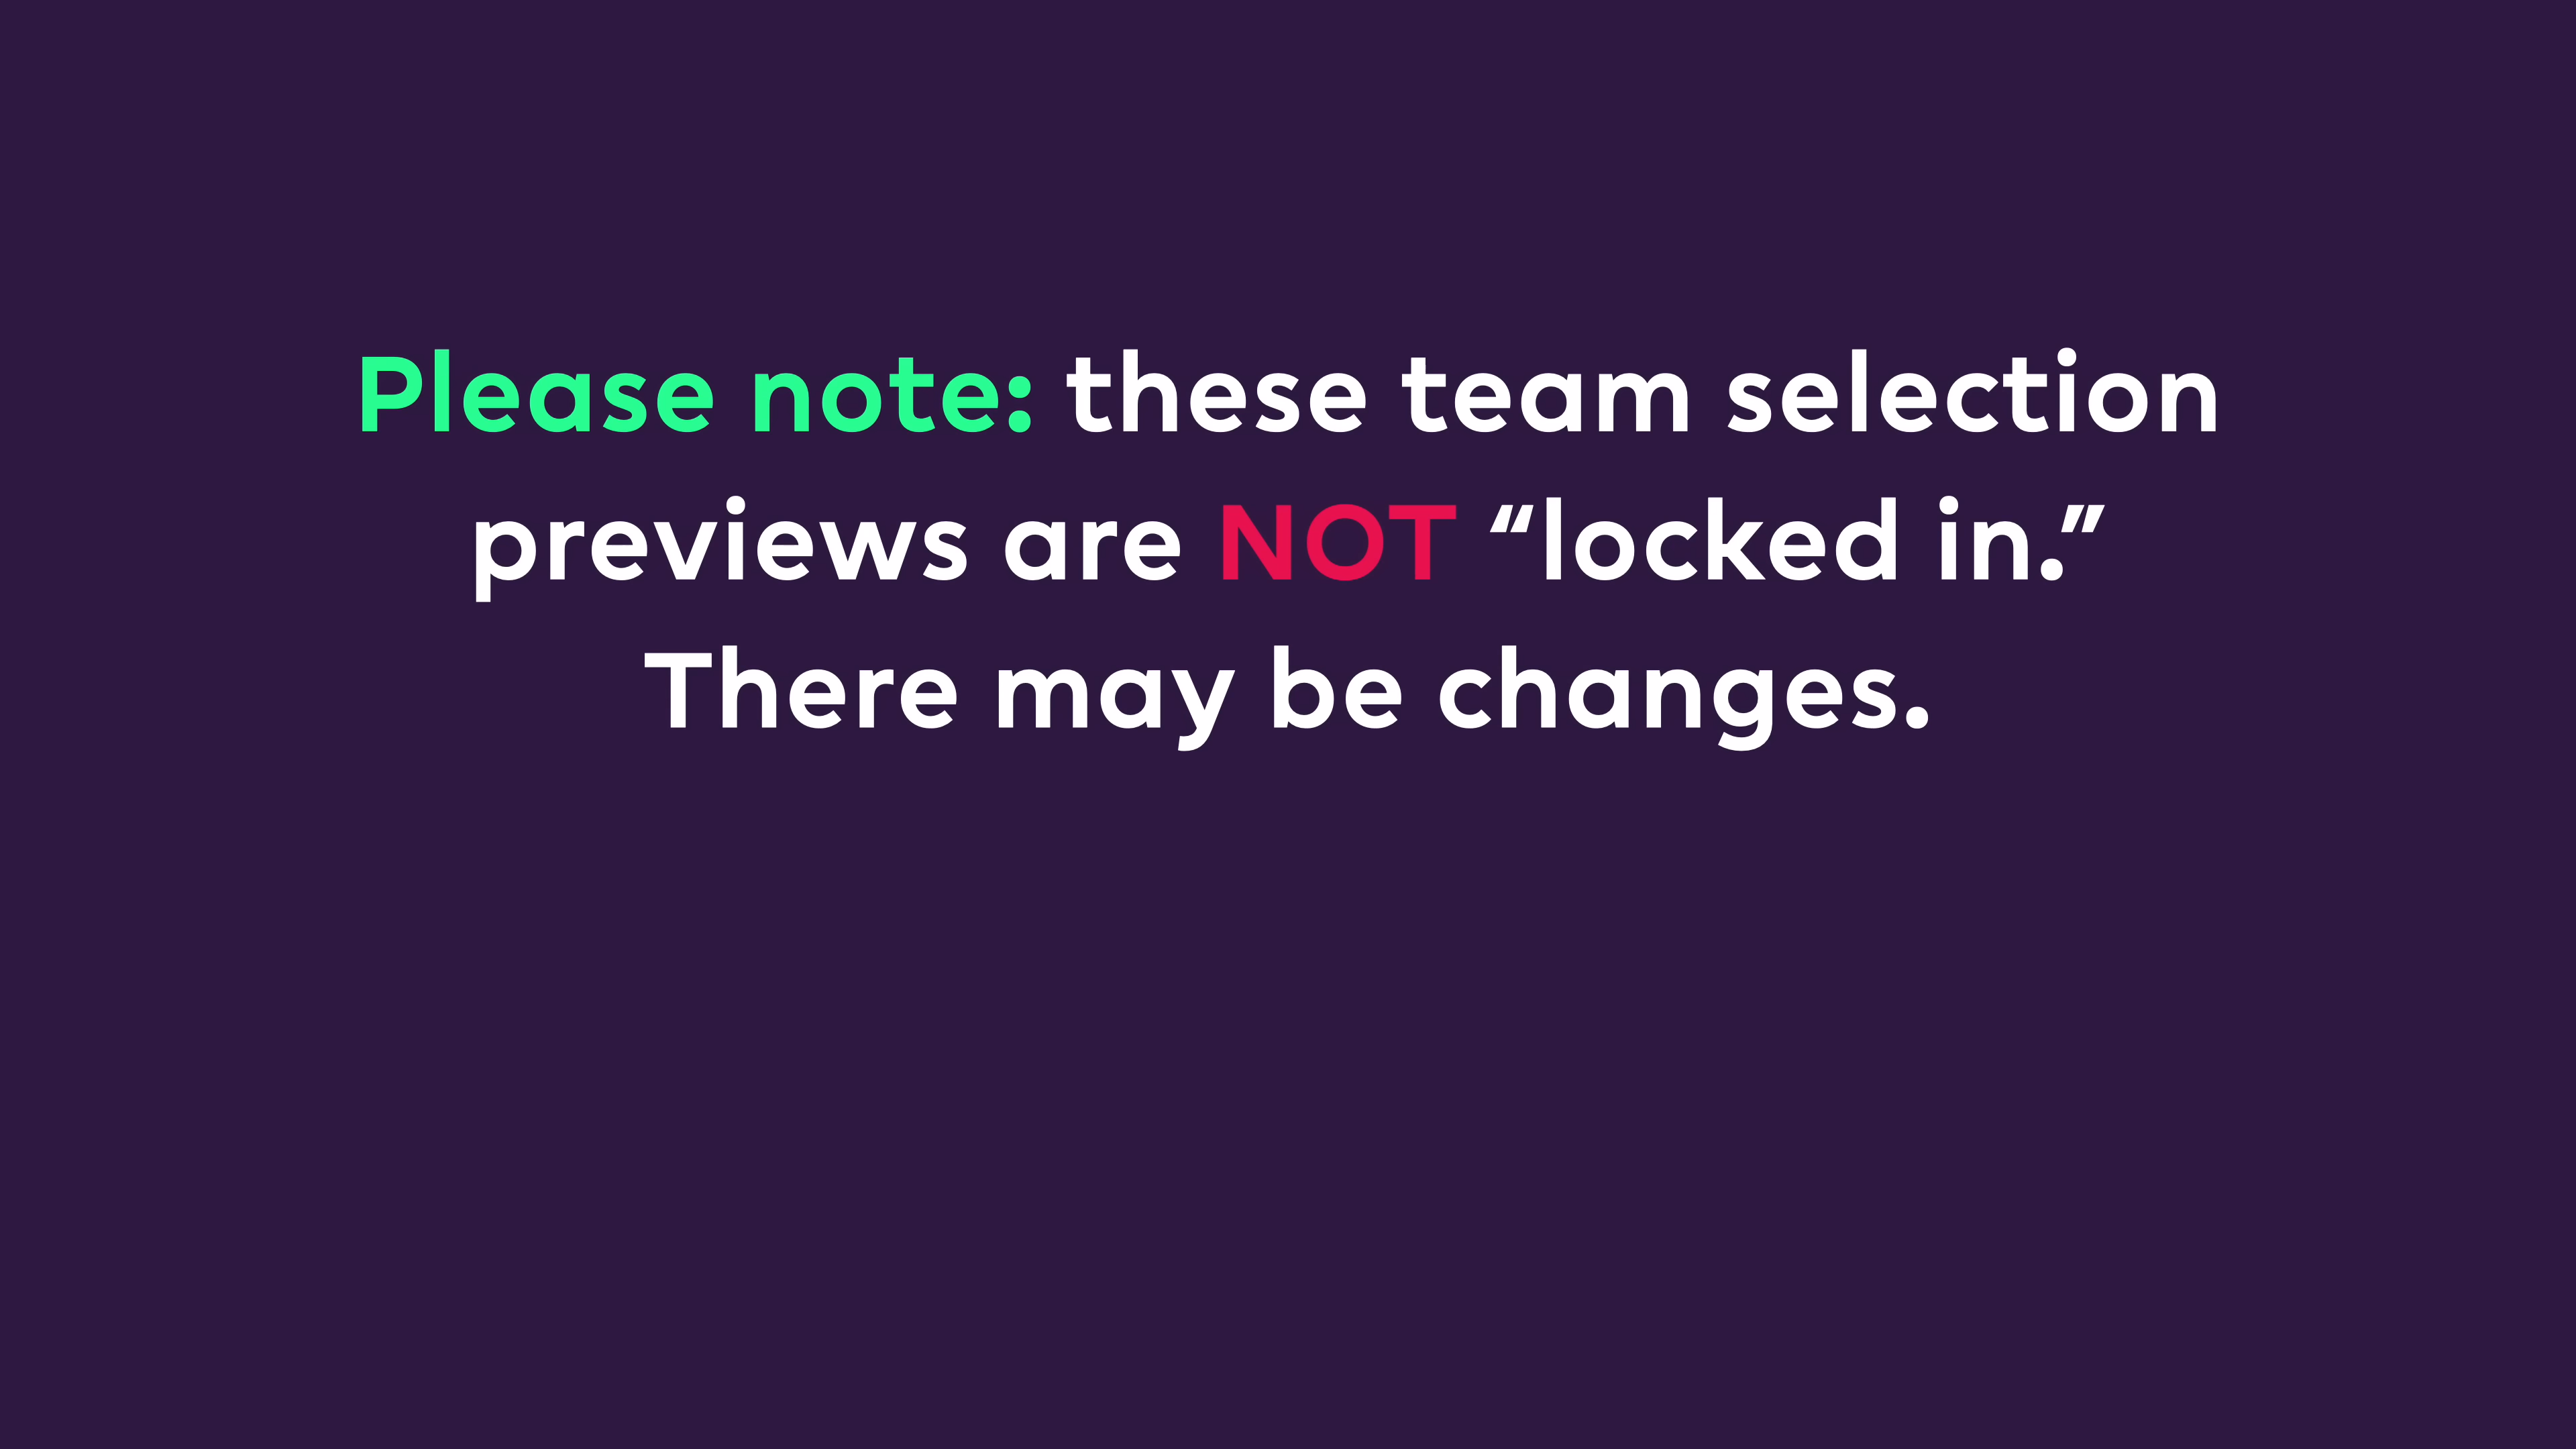 Please note: these team selection
previews are NOT “locked in.”
There may be changes.